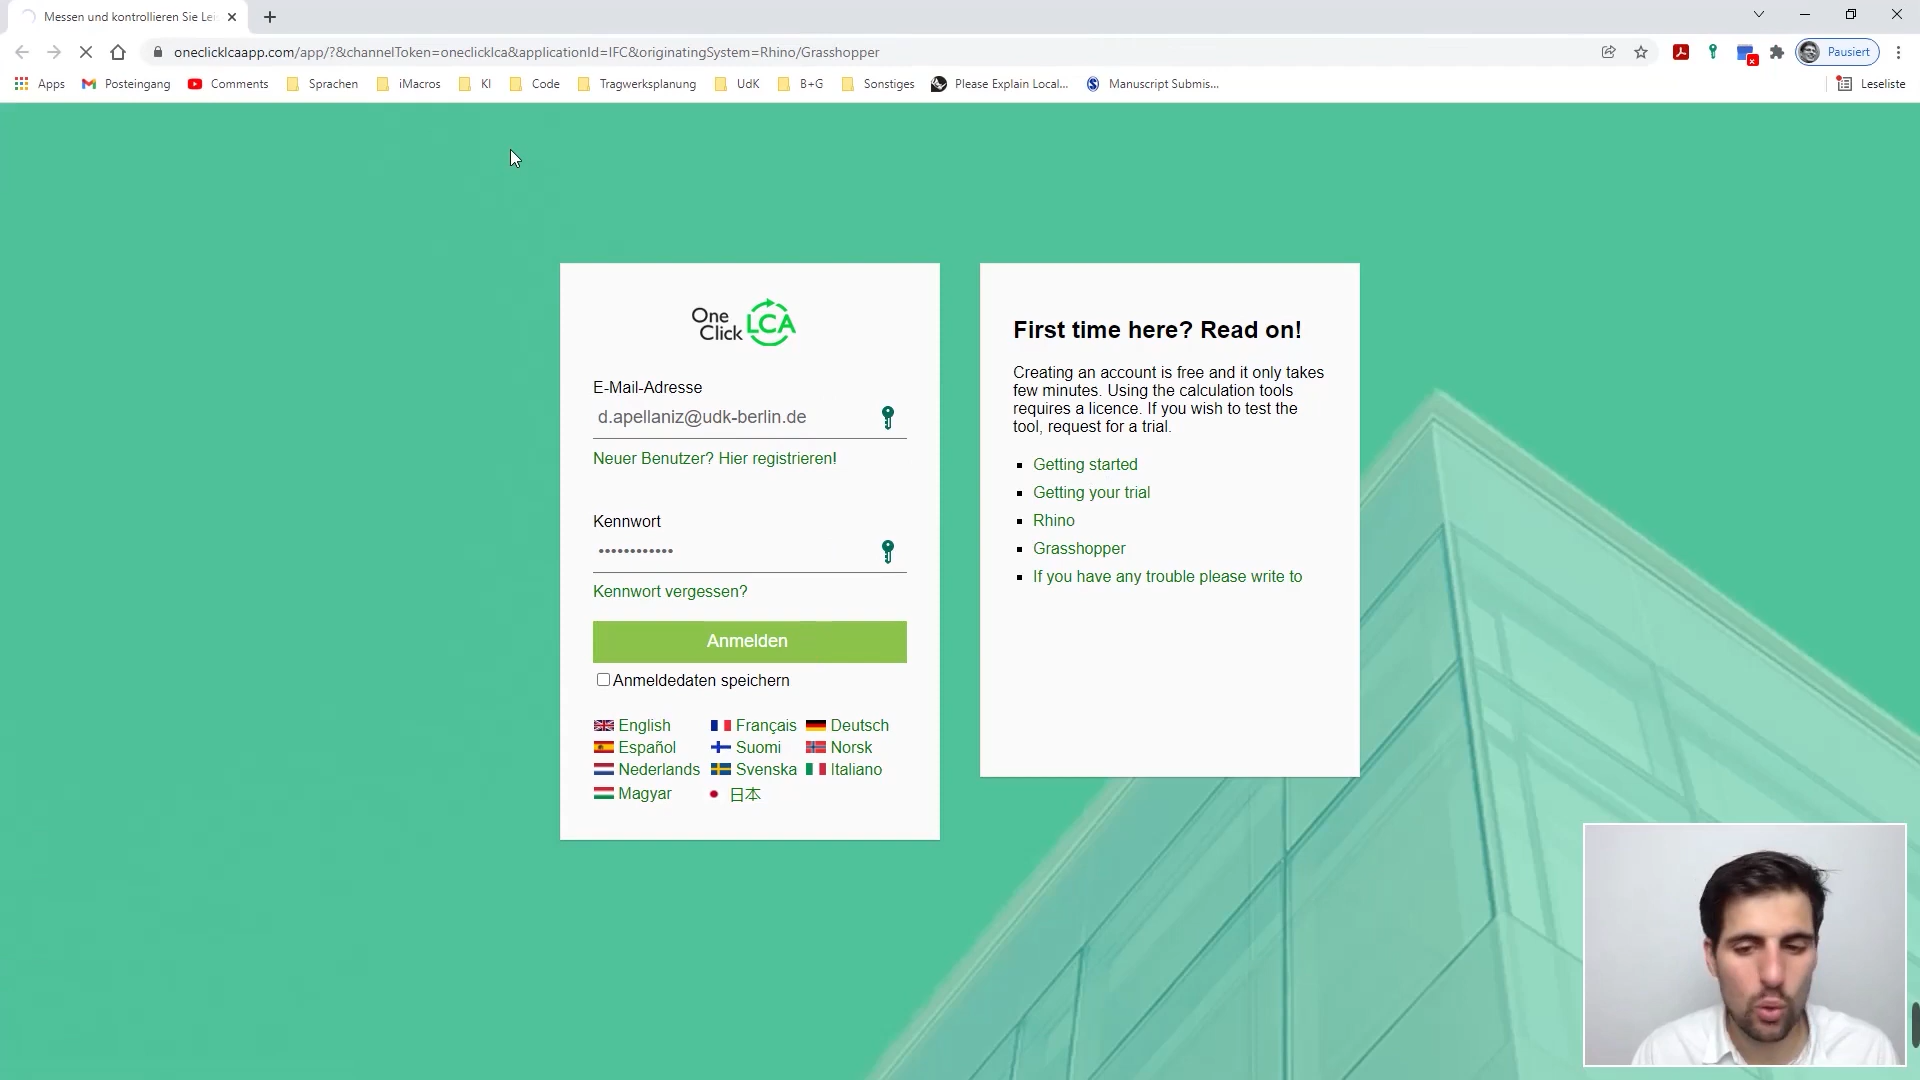 Messen und kontrollieren Sie Lei
oneclicklcaapp.com/app/?&channelToken=oneclicklca&applicationId=IFC&originatingSystem=Rhino/Grasshopper
Pausiert
Apps Posteingang Comments Sprachen iMacros KI Code Tragwerksplanung UdK B+G Sonstiges Please Explain Local... Manuscript Submis... Leseliste
One
Click LCA
E-Mail-Adresse
d.apellaniz@udk-berlin.de
Neuer Benutzer? Hier registrieren!
Kennwort
••••••••••••
Kennwort vergessen?
Anmelden
Anmeldedaten speichern
English Français Deutsch
Español Suomi Norsk
Nederlands Svenska Italiano
Magyar 日本
First time here? Read on!
Creating an account is free and it only takes
few minutes. Using the calculation tools
requires a licence. If you wish to test the
tool, request for a trial.
Getting started
Getting your trial
Rhino
Grasshopper
If you have any trouble please write to